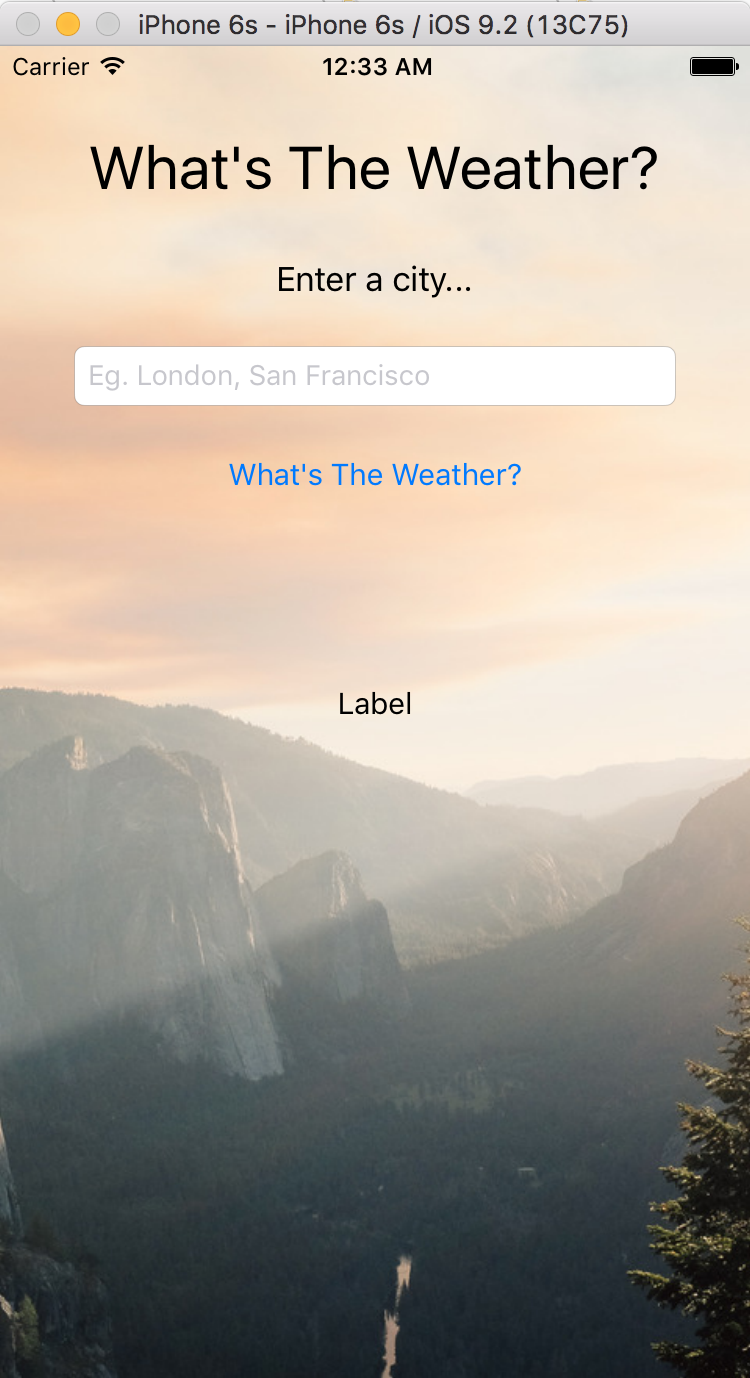 iPhone 6s - iPhone 6s / iOS 9.2 (13C75)
Carrier 12:33 AM
What's The Weather?
Enter a city...
Eg. London, San Francisco
What's The Weather?
Label